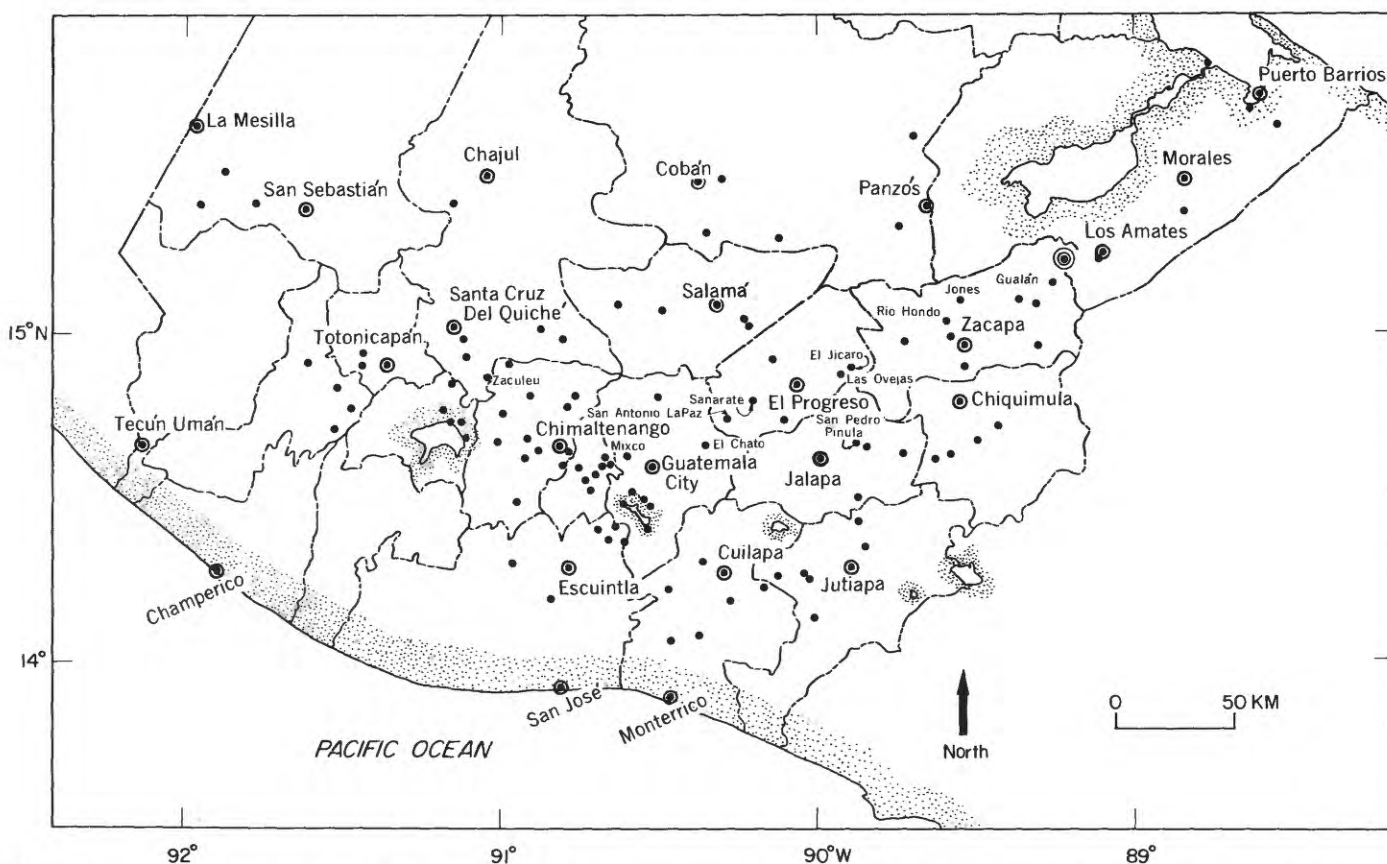 Puerto Barrios
La Mesilla
Chajul
Cobán
Morales
San Sebastián
Panzós
Los Amates
Gualán
Jones
Santa Cruz
Del Quiché
Salamá
Rio Hondo
15°N
Zacapa
Totonicapán
El Jicaro
Zaculeu
Las Ovejas
Sanarate
El Progreso
Chiquimula
San Antonio LaPaz
San Pedro
Pinula
Tecún Umán
Chimaltenango
El Chato
Mixco
Guatemala
City
Jalapa
Cuilapa
Escuintla
Jutiapa
Champerico
14°
San José
Monterrico
0 50 KM
North
PACIFIC OCEAN
92° 91° 90°W 89°